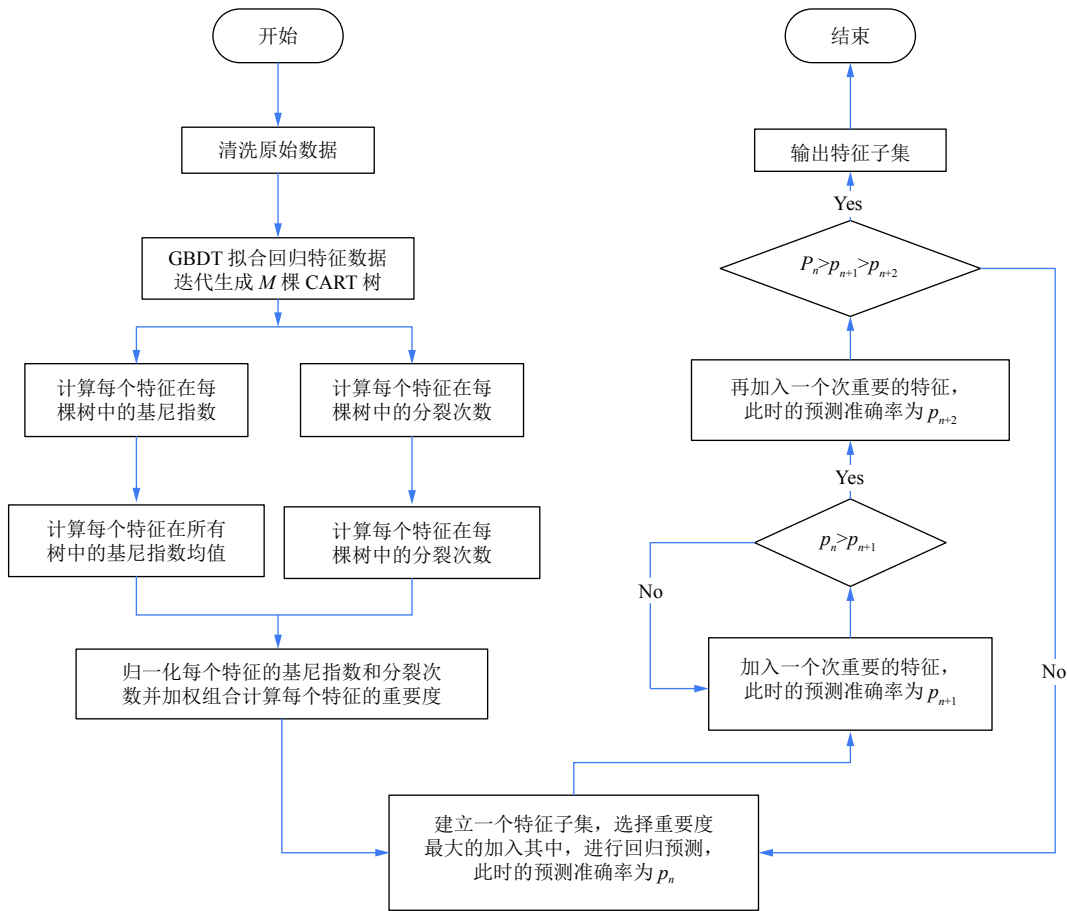 开始
清洗原始数据
GBDT 拟合回归特征数据
迭代生成 M 棵 CART 树
计算每个特征在每
棵树中的基尼指数
计算每个特征在每
棵树中的分裂次数
计算每个特征在所有
树中的基尼指数均值
计算每个特征在每
棵树中的分裂次数
归一化每个特征的基尼指数和分裂次
数并加权组合计算每个特征的重要度
建立一个特征子集，选择重要度
最大的加入其中，进行回归预测，
此时的预测准确率为 pn
加入一个次重要的特征，
此时的预测准确率为 pn+1
No
pn>pn+1
Yes
再加入一个次重要的特征，
此时的预测准确率为 pn+2
Pn>pn+1>pn+2
No
Yes
输出特征子集
结束